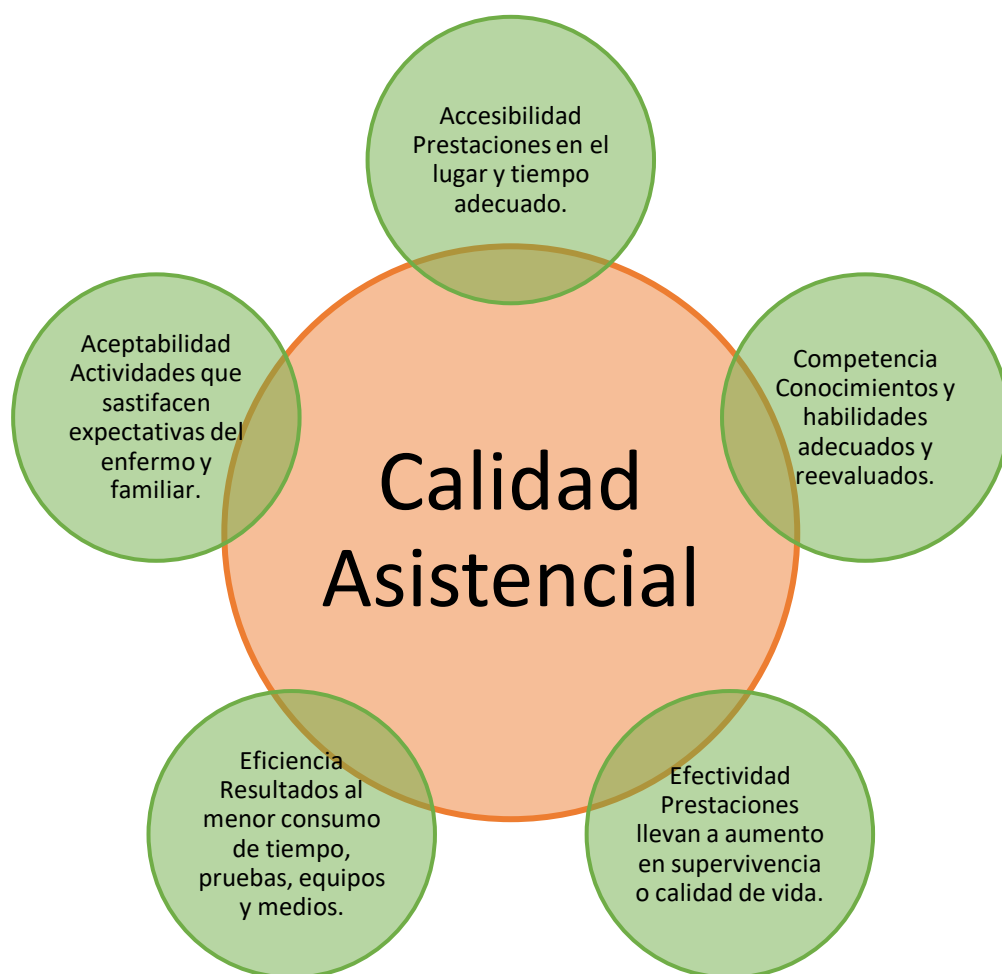 Accesibilidad
Prestaciones en el
lugar y tiempo
adecuado.
Competencia
Conocimientos y
habilidades
adecuados y
reevaluados.
Efectividad
Prestaciones
llevan a aumento
en supervivencia
o calidad de vida.
Eficiencia
Resultados al
menor consumo
de tiempo,
pruebas, equipos
y medios.
Aceptabilidad
Actividades que
sastifacen
expectativas del
enfermo y
familiar.
Calidad
Asistencial